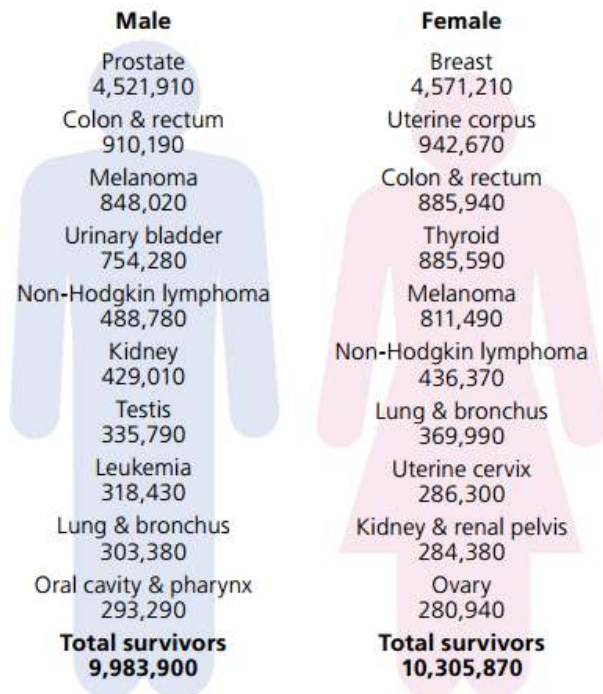 Male
Prostate
4,521,910
Colon & rectum
910,190
Melanoma
848,020
Urinary bladder
754,280
Non-Hodgkin lymphoma
488,780
Kidney
429,010
Testis
335,790
Leukemia
318,430
Lung & bronchus
303,380
Oral cavity & pharynx
293,290
Total survivors
9,983,900
Female
Breast
4,571,210
Uterine corpus
942,670
Colon & rectum
885,940
Thyroid
885,590
Melanoma
811,490
Non-Hodgkin lymphoma
436,370
Lung & bronchus
369,990
Uterine cervix
286,300
Kidney & renal pelvis
284,380
Ovary
280,940
Total survivors
10,305,870